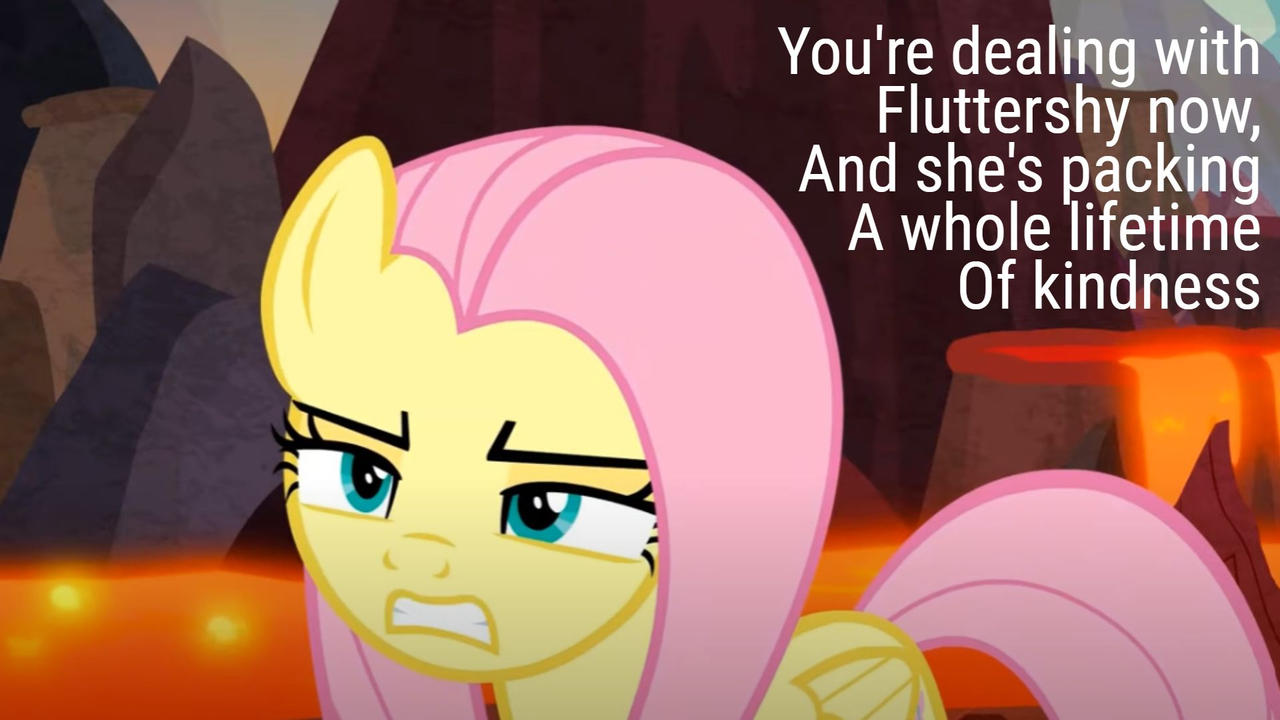 You're dealing with
Fluttershy now,
And she's packing
A whole lifetime
Of kindness